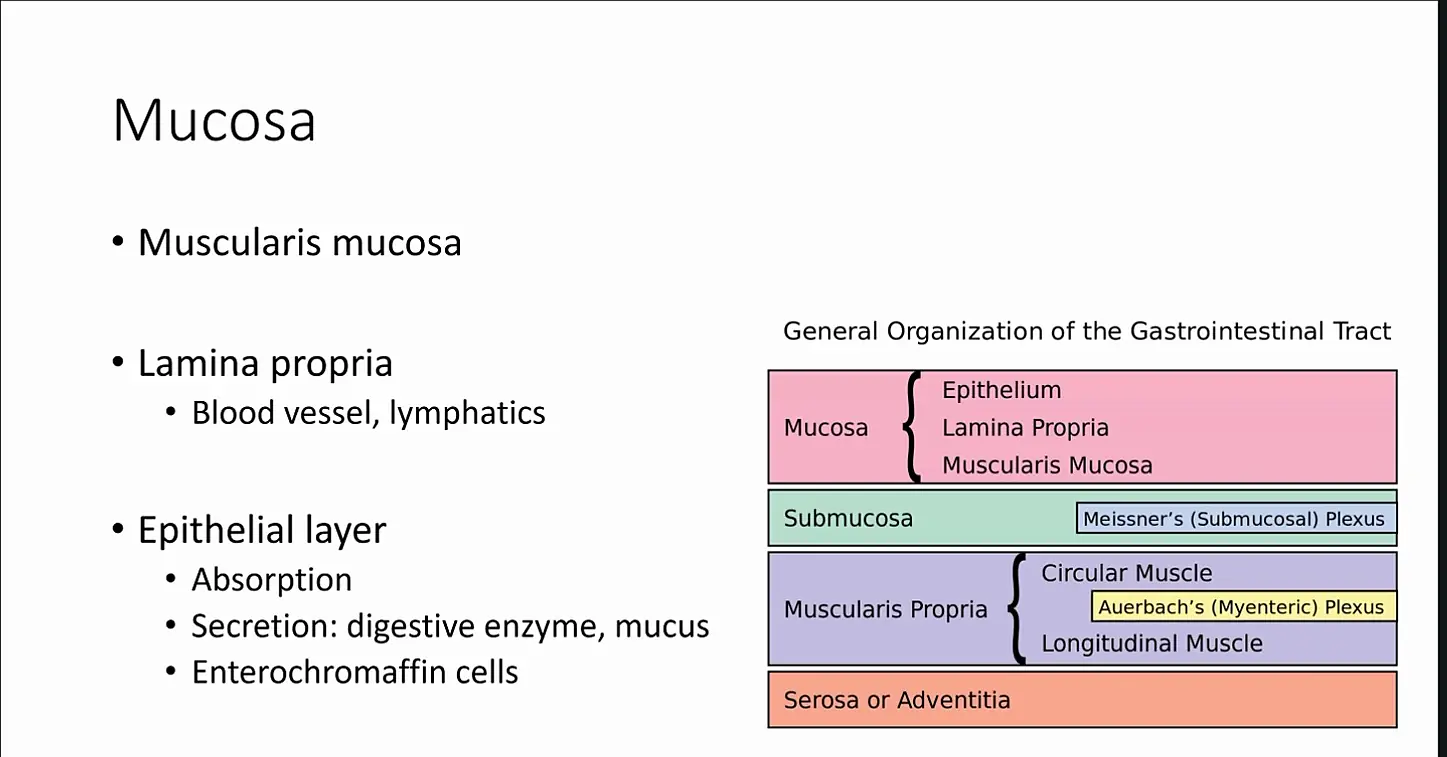 Mucosa
• Muscularis mucosa
• Lamina propria
• Blood vessel, lymphatics
• Epithelial layer
• Absorption
• Secretion: digestive enzyme, mucus
• Enterochromaffin cells
General Organization of the Gastrointestinal Tract
Mucosa
Epithelium
Lamina Propria
Muscularis Mucosa
Submucosa
Meissner's (Submucosal) Plexus
Muscularis Propria
Circular Muscle
Auerbach's (Myenteric) Plexus
Longitudinal Muscle
Serosa or Adventitia